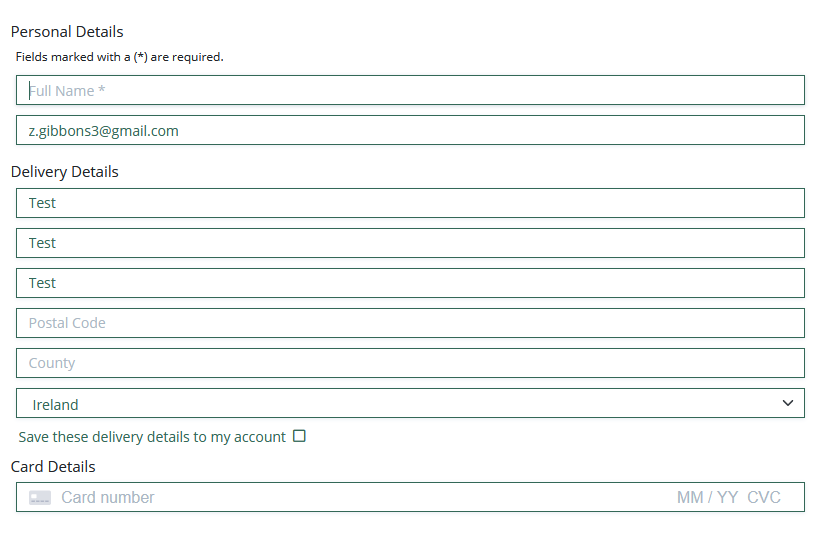 Personal Details
Fields marked with a (*) are required.
Full Name *
z.gibbons3@gmail.com
Delivery Details
Test
Test
Test
Postal Code
County
Ireland
Save these delivery details to my account
Card Details
Card number MM / YY CVC